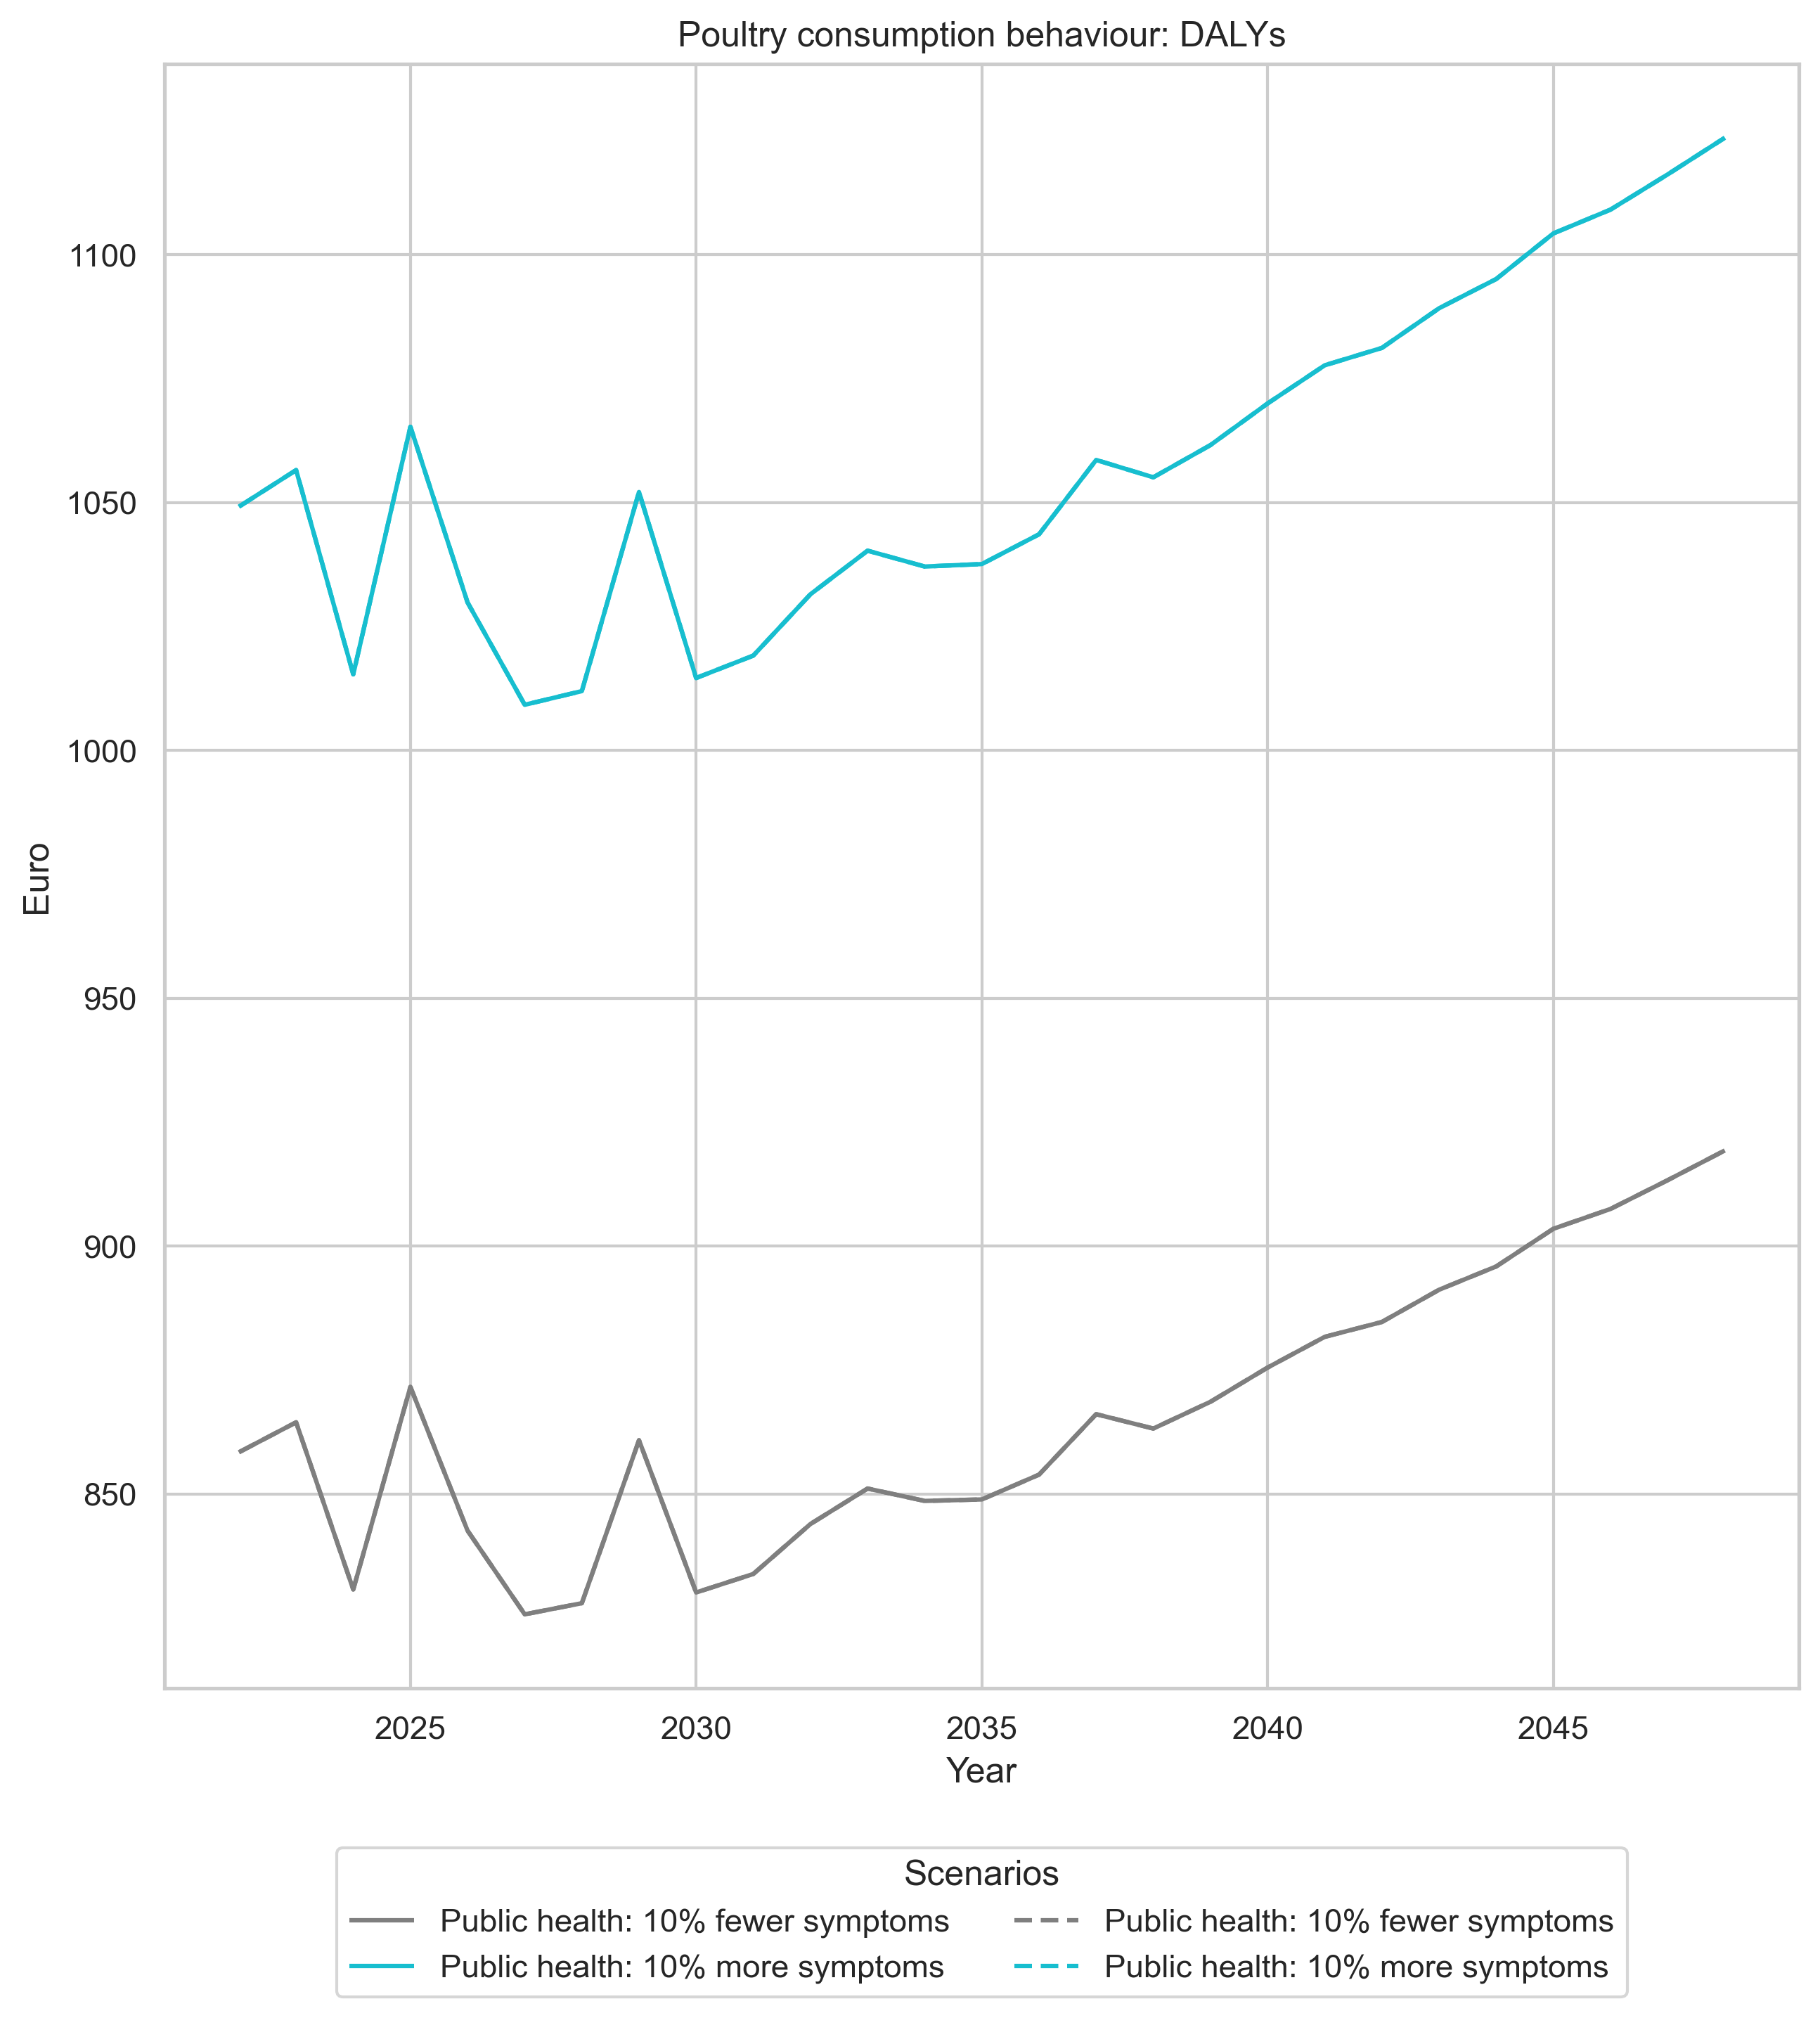 Poultry consumption behaviour: DALYs
1100
1050
1000
950
900
850
Euro
2025 2030 2035 2040 2045
Year
Scenarios
Public health: 10% fewer symptoms Public health: 10% fewer symptoms
Public health: 10% more symptoms Public health: 10% more symptoms